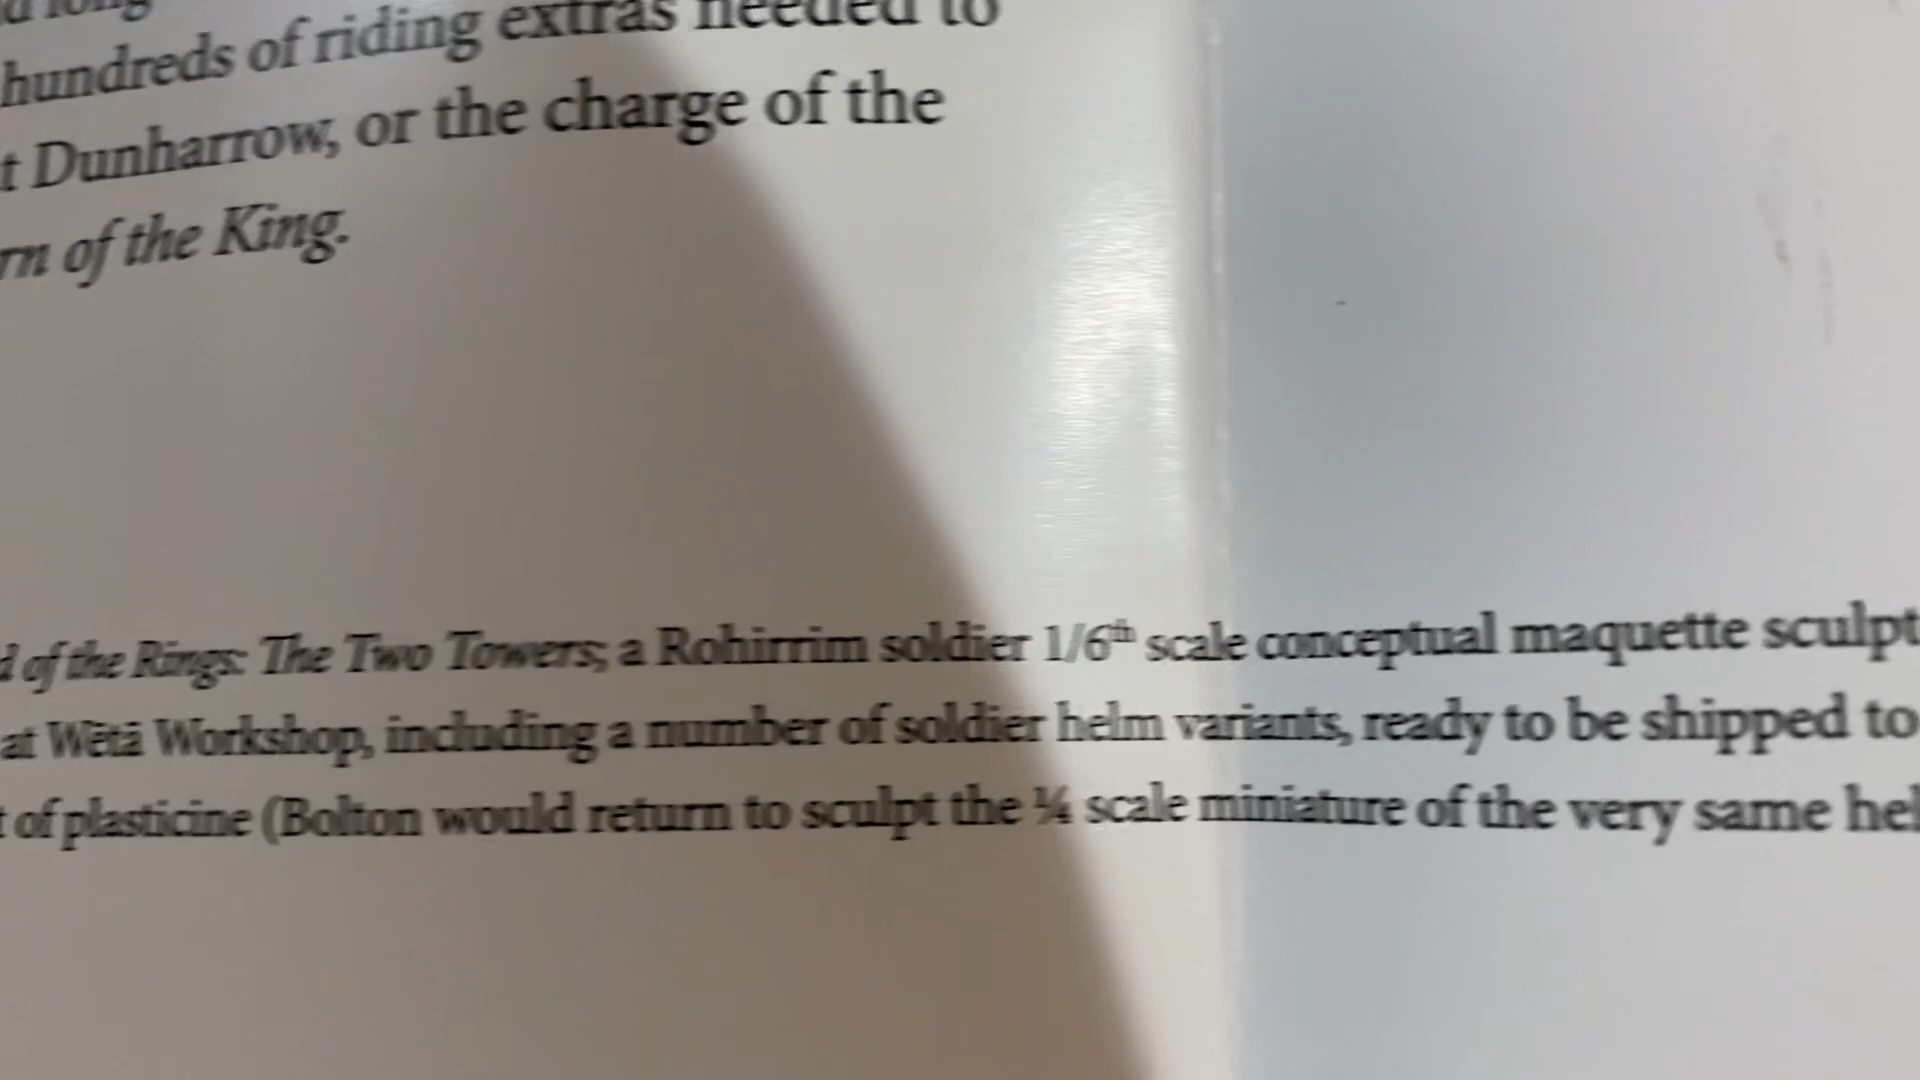 hundreds of riding extras needed to
t Dunharrow, or the charge of the
rn of the King.
d of the Rings: The Two Towers; a Rohirrim soldier 1/6th scale conceptual maquette sculpt
at Wētā Workshop, including a number of soldier helm variants, ready to be shipped to
t of plasticine (Bolton would return to sculpt the ¼ scale miniature of the very same hel